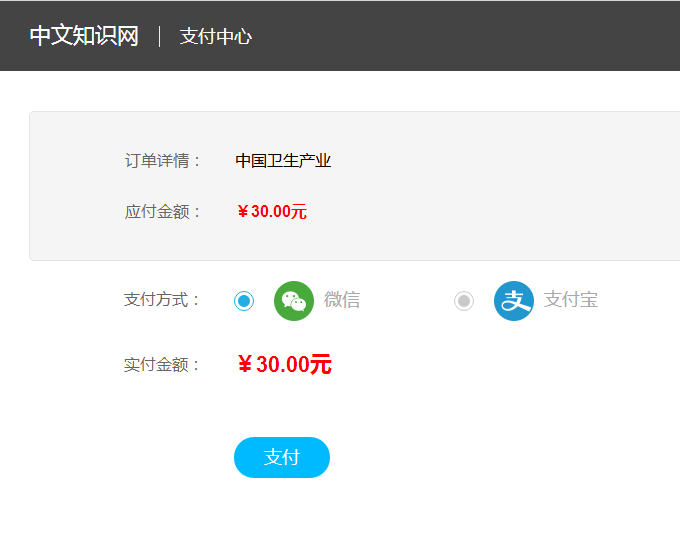 中文知识网 | 支付中心
订单详情： 中国卫生产业
应付金额： ￥30.00元
支付方式： 微信 支 支付宝
实付金额： ￥30.00元
支付